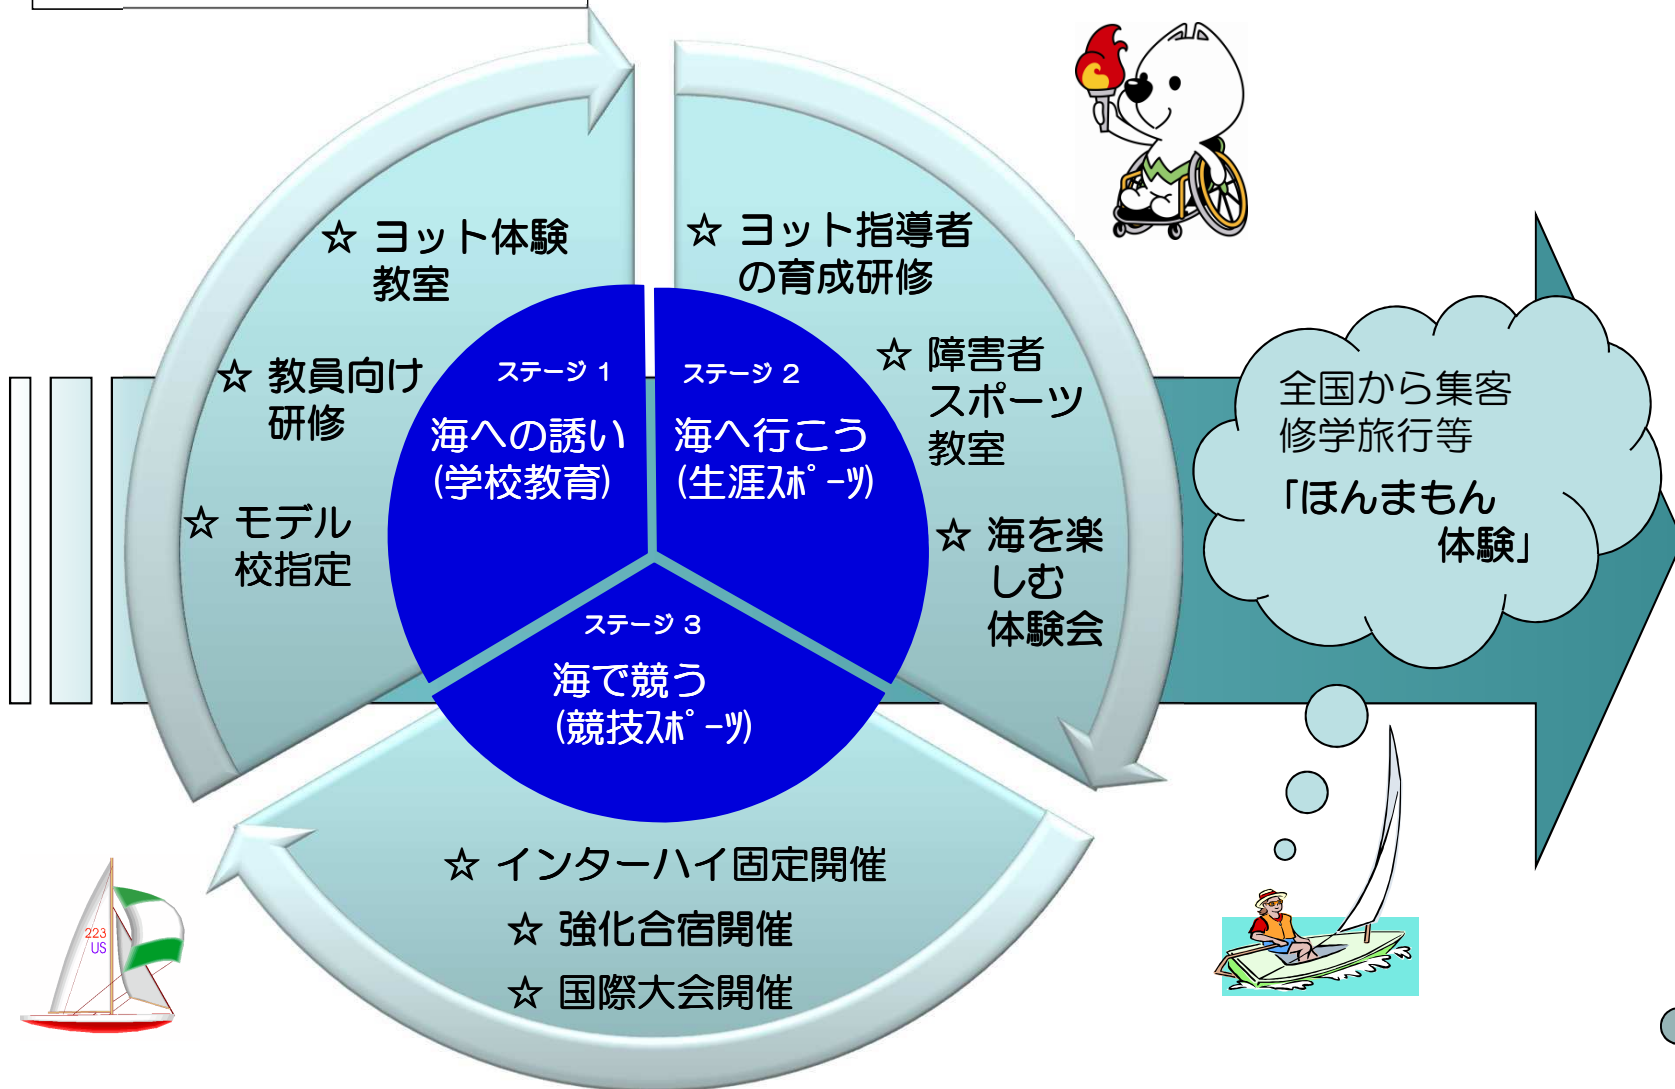 ☆ ヨット体験
教室
☆ 教員向け
研修
☆ モデル
校指定
ステージ 1
海への誘い
(学校教育)
ステージ 2
海へ行こう
(生涯ｽﾎﾟｰﾂ)
☆ ヨット指導者
の育成研修
☆ 障害者
スポーツ
教室
☆ 海を楽
しむ
体験会
ステージ 3
海で競う
(競技ｽﾎﾟｰﾂ)
☆ インターハイ固定開催
☆ 強化合宿開催
☆ 国際大会開催
全国から集客
修学旅行等
「ほんまもん
体験」
223
US